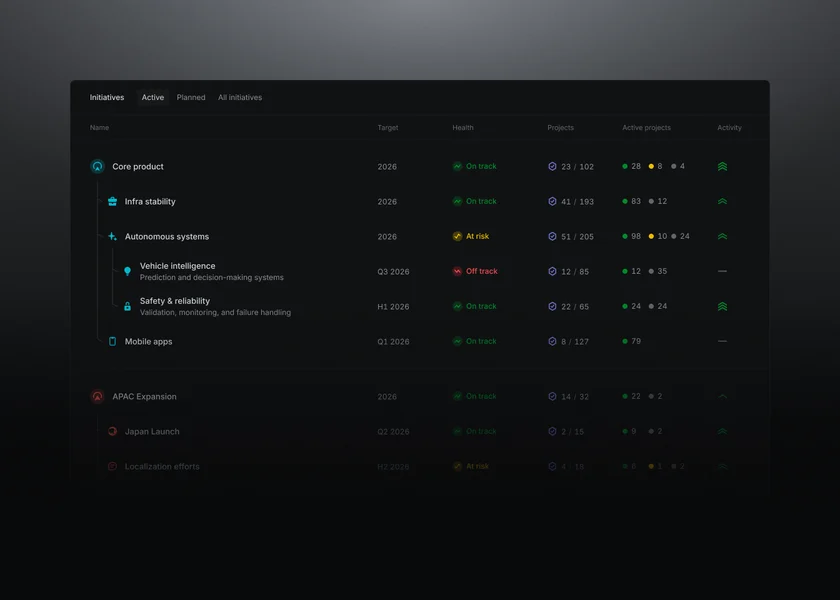 Initiatives Active Planned All initiatives
Name Target Health Projects Active projects Activity
Core product 2026 On track 23 / 102 28 8 4
Infra stability 2026 On track 41 / 193 83 12
Autonomous systems 2026 At risk 51 / 205 98 10 24
Vehicle intelligence
Prediction and decision-making systems
Q3 2026 Off track 12 / 85 12 35
Safety & reliability
Validation, monitoring, and failure handling
H1 2026 On track 22 / 65 24 24
Mobile apps Q1 2026 On track 8 / 127 79
APAC Expansion 2026 On track 14 / 32 22 2
Japan Launch Q2 2026 On track 2 / 15 9 2
Localization efforts H2 2026 At risk 4 / 18 6 1 2